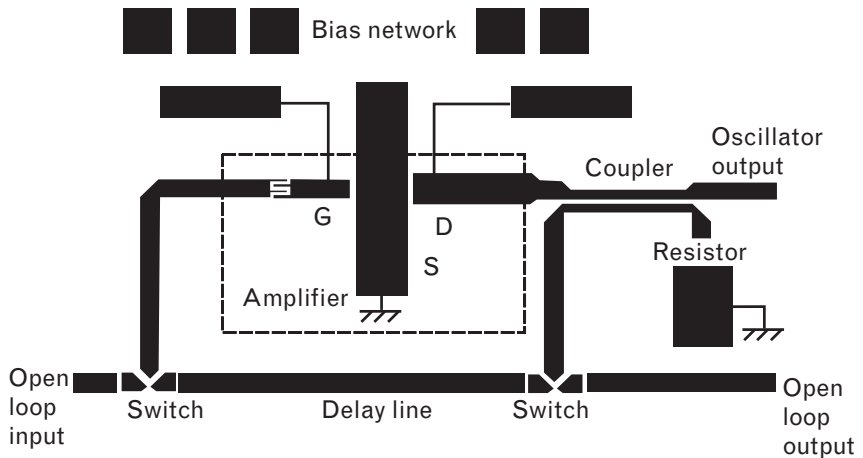 Bias network
Oscillator
output
Coupler
G
D
S
Resistor
Amplifier
Open
loop
input
Switch
Delay line
Switch
Open
loop
output